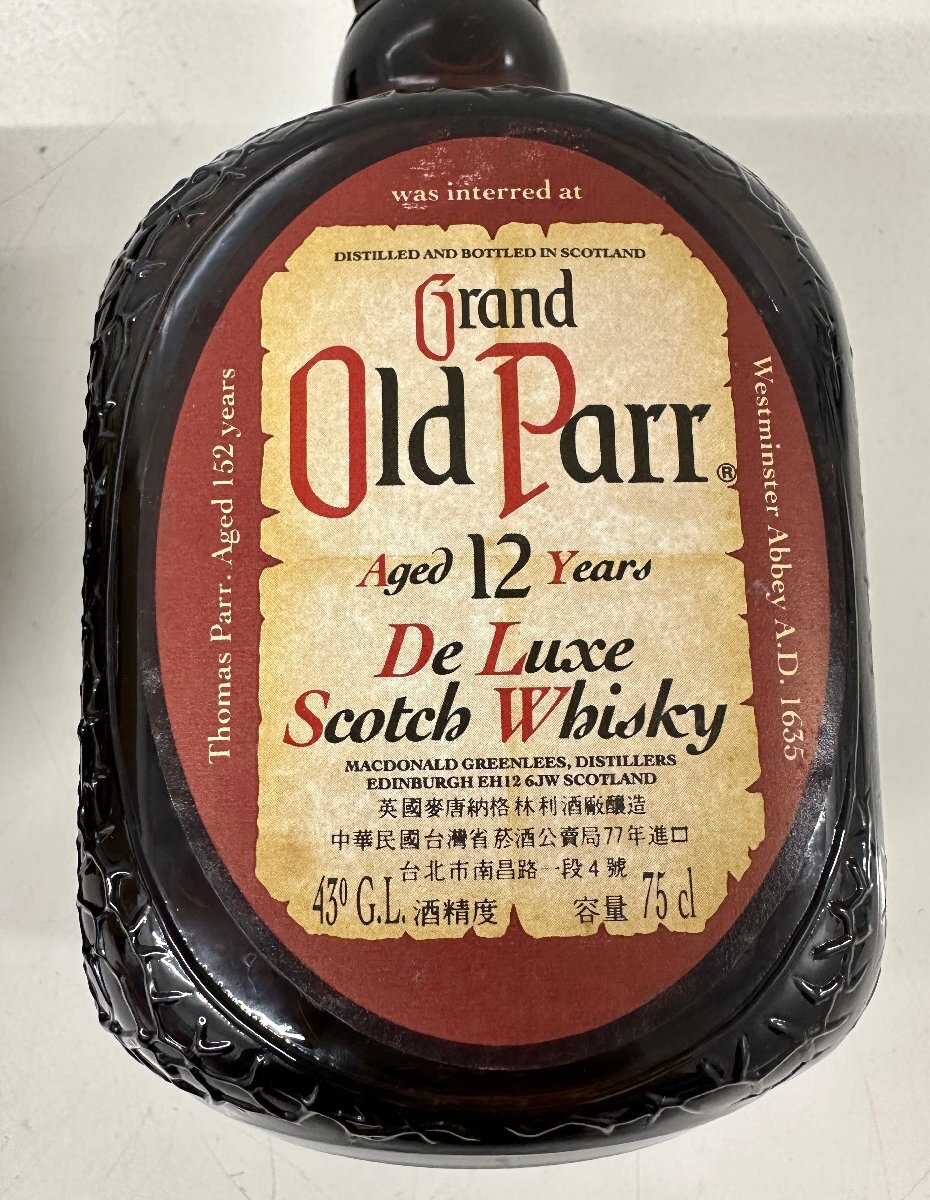 was interred at
DISTILLED AND BOTTLED IN SCOTLAND
Grand
Old Parr®
Aged 12 Years
De Luxe
Scotch Whisky
MACDONALD GREENLEES, DISTILLERS
EDINBURGH EH12 6JW SCOTLAND
英國麥唐納格林利酒廠釀造
中華民國台灣省菸酒公賣局77年進口
台北市南昌路一段4號
43⁰ G.L. 酒精度 容量 75 cl
Thomas Parr. Aged 152 years
Westminster Abbey A.D. 1635